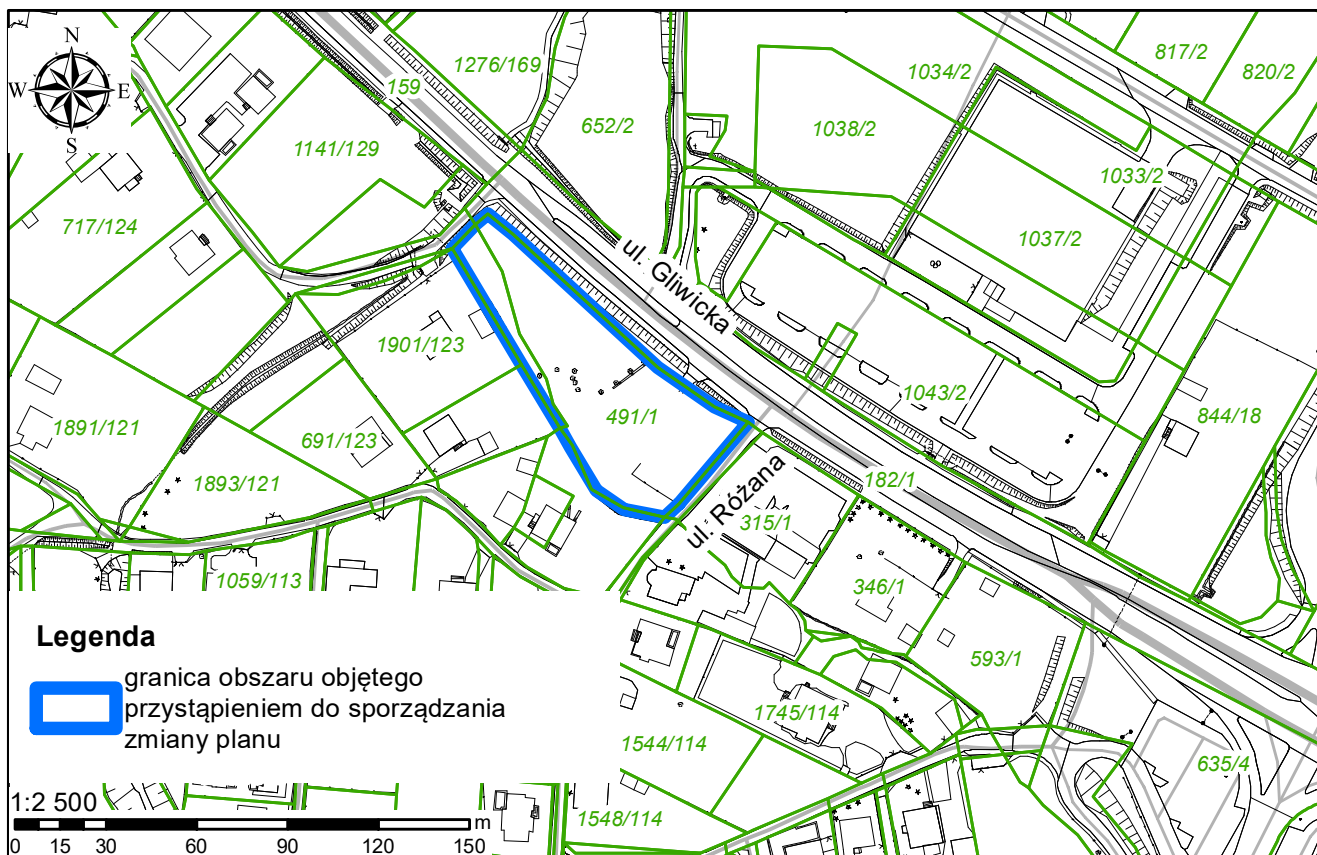 N
W E
S
159
1276/169
652/2
1034/2
817/2
820/2
1038/2
1141/129
1033/2
717/124
1037/2
ul. Gliwicka
1901/123
1043/2
491/1
844/18
1891/121
691/123
1893/121
182/1
ul. Różana
315/1
1059/113
346/1
593/1
1745/114
1544/114
635/4
1548/114
Legenda
granica obszaru objętego
przystąpieniem do sporządzania
zmiany planu
1:2 500
m
0 15 30 60 90 120 150